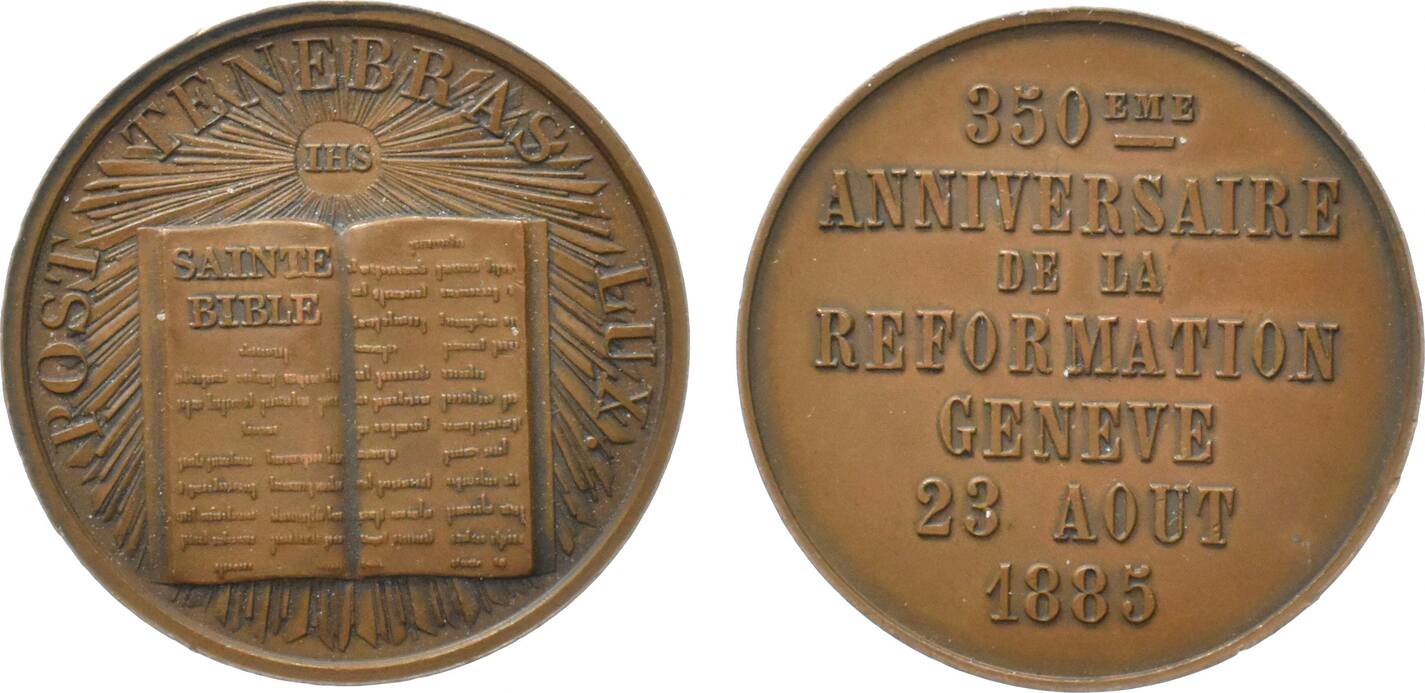 POST TENEBRAS LUX.
IHS
SAINTE
BIBLE
350EME
ANNIVERSAIRE
DE LA
REFORMATION
GENEVE
23 AOUT
1885